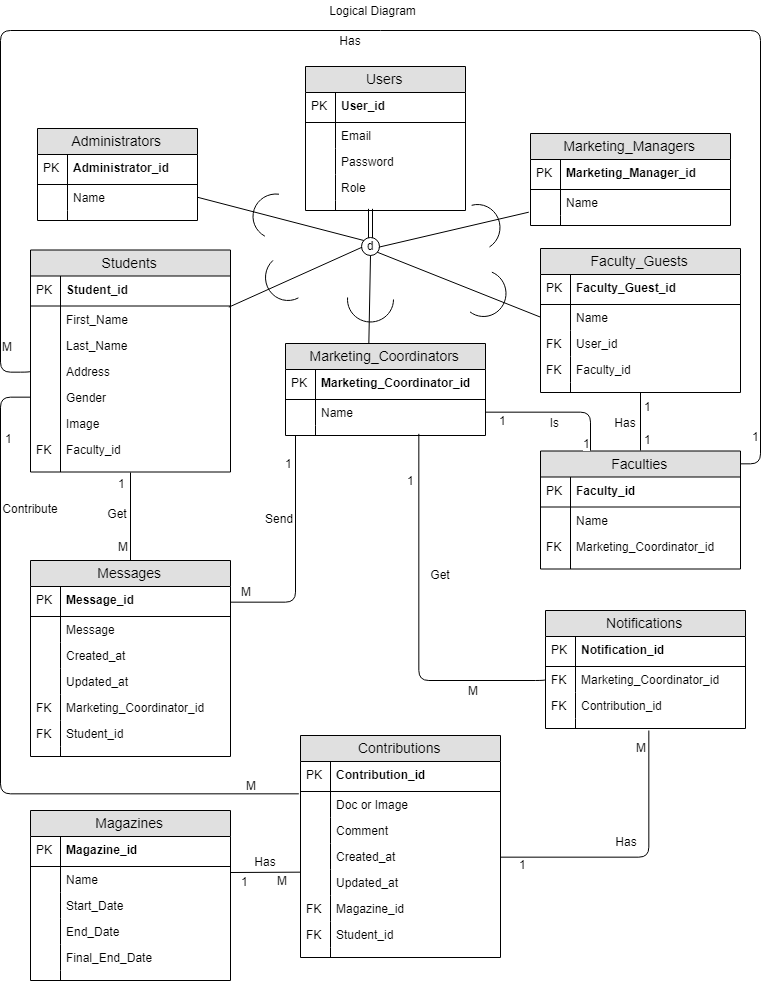 Logical Diagram
Has
Users
PK User_id
Email
Password
Role
Administrators
PK Administrator_id
Name
Marketing_Managers
PK Marketing_Manager_id
Name
d
Students
PK Student_id
First_Name
Last_Name
Address
Gender
Image
FK Faculty_id
Faculty_Guests
PK Faculty_Guest_id
Name
FK User_id
FK Faculty_id
Marketing_Coordinators
PK Marketing_Coordinator_id
Name
M
1
1
Is
1
Has
1
1
1
Faculties
PK Faculty_id
Name
FK Marketing_Coordinator_id
Contribute
1
Get
M
1
Send
M
1
Get
M
Messages
PK Message_id
Message
Created_at
Updated_at
FK Marketing_Coordinator_id
FK Student_id
Notifications
PK Notification_id
FK Marketing_Coordinator_id
FK Contribution_id
M
Has
1
M
Contributions
PK Contribution_id
Doc or Image
Comment
Created_at
Updated_at
FK Magazine_id
FK Student_id
Magazines
PK Magazine_id
Name
Start_Date
End_Date
Final_End_Date
Has
1 M